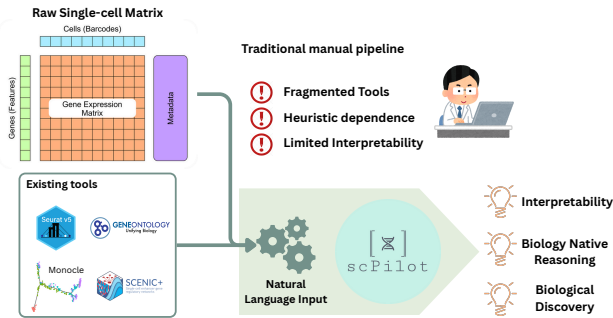 Raw Single-cell Matrix
Cells (Barcodes)
Genes (Features)
Gene Expression
Matrix
Metadata
Traditional manual pipeline
Fragmented Tools
Heuristic dependence
Limited Interpretability
Existing tools
Seurat v5
GENEONTOLOGY
Unifying Biology
Monocle
SCENIC+
Natural
Language Input
scPilot
Interpretability
Biology Native
Reasoning
Biological
Discovery